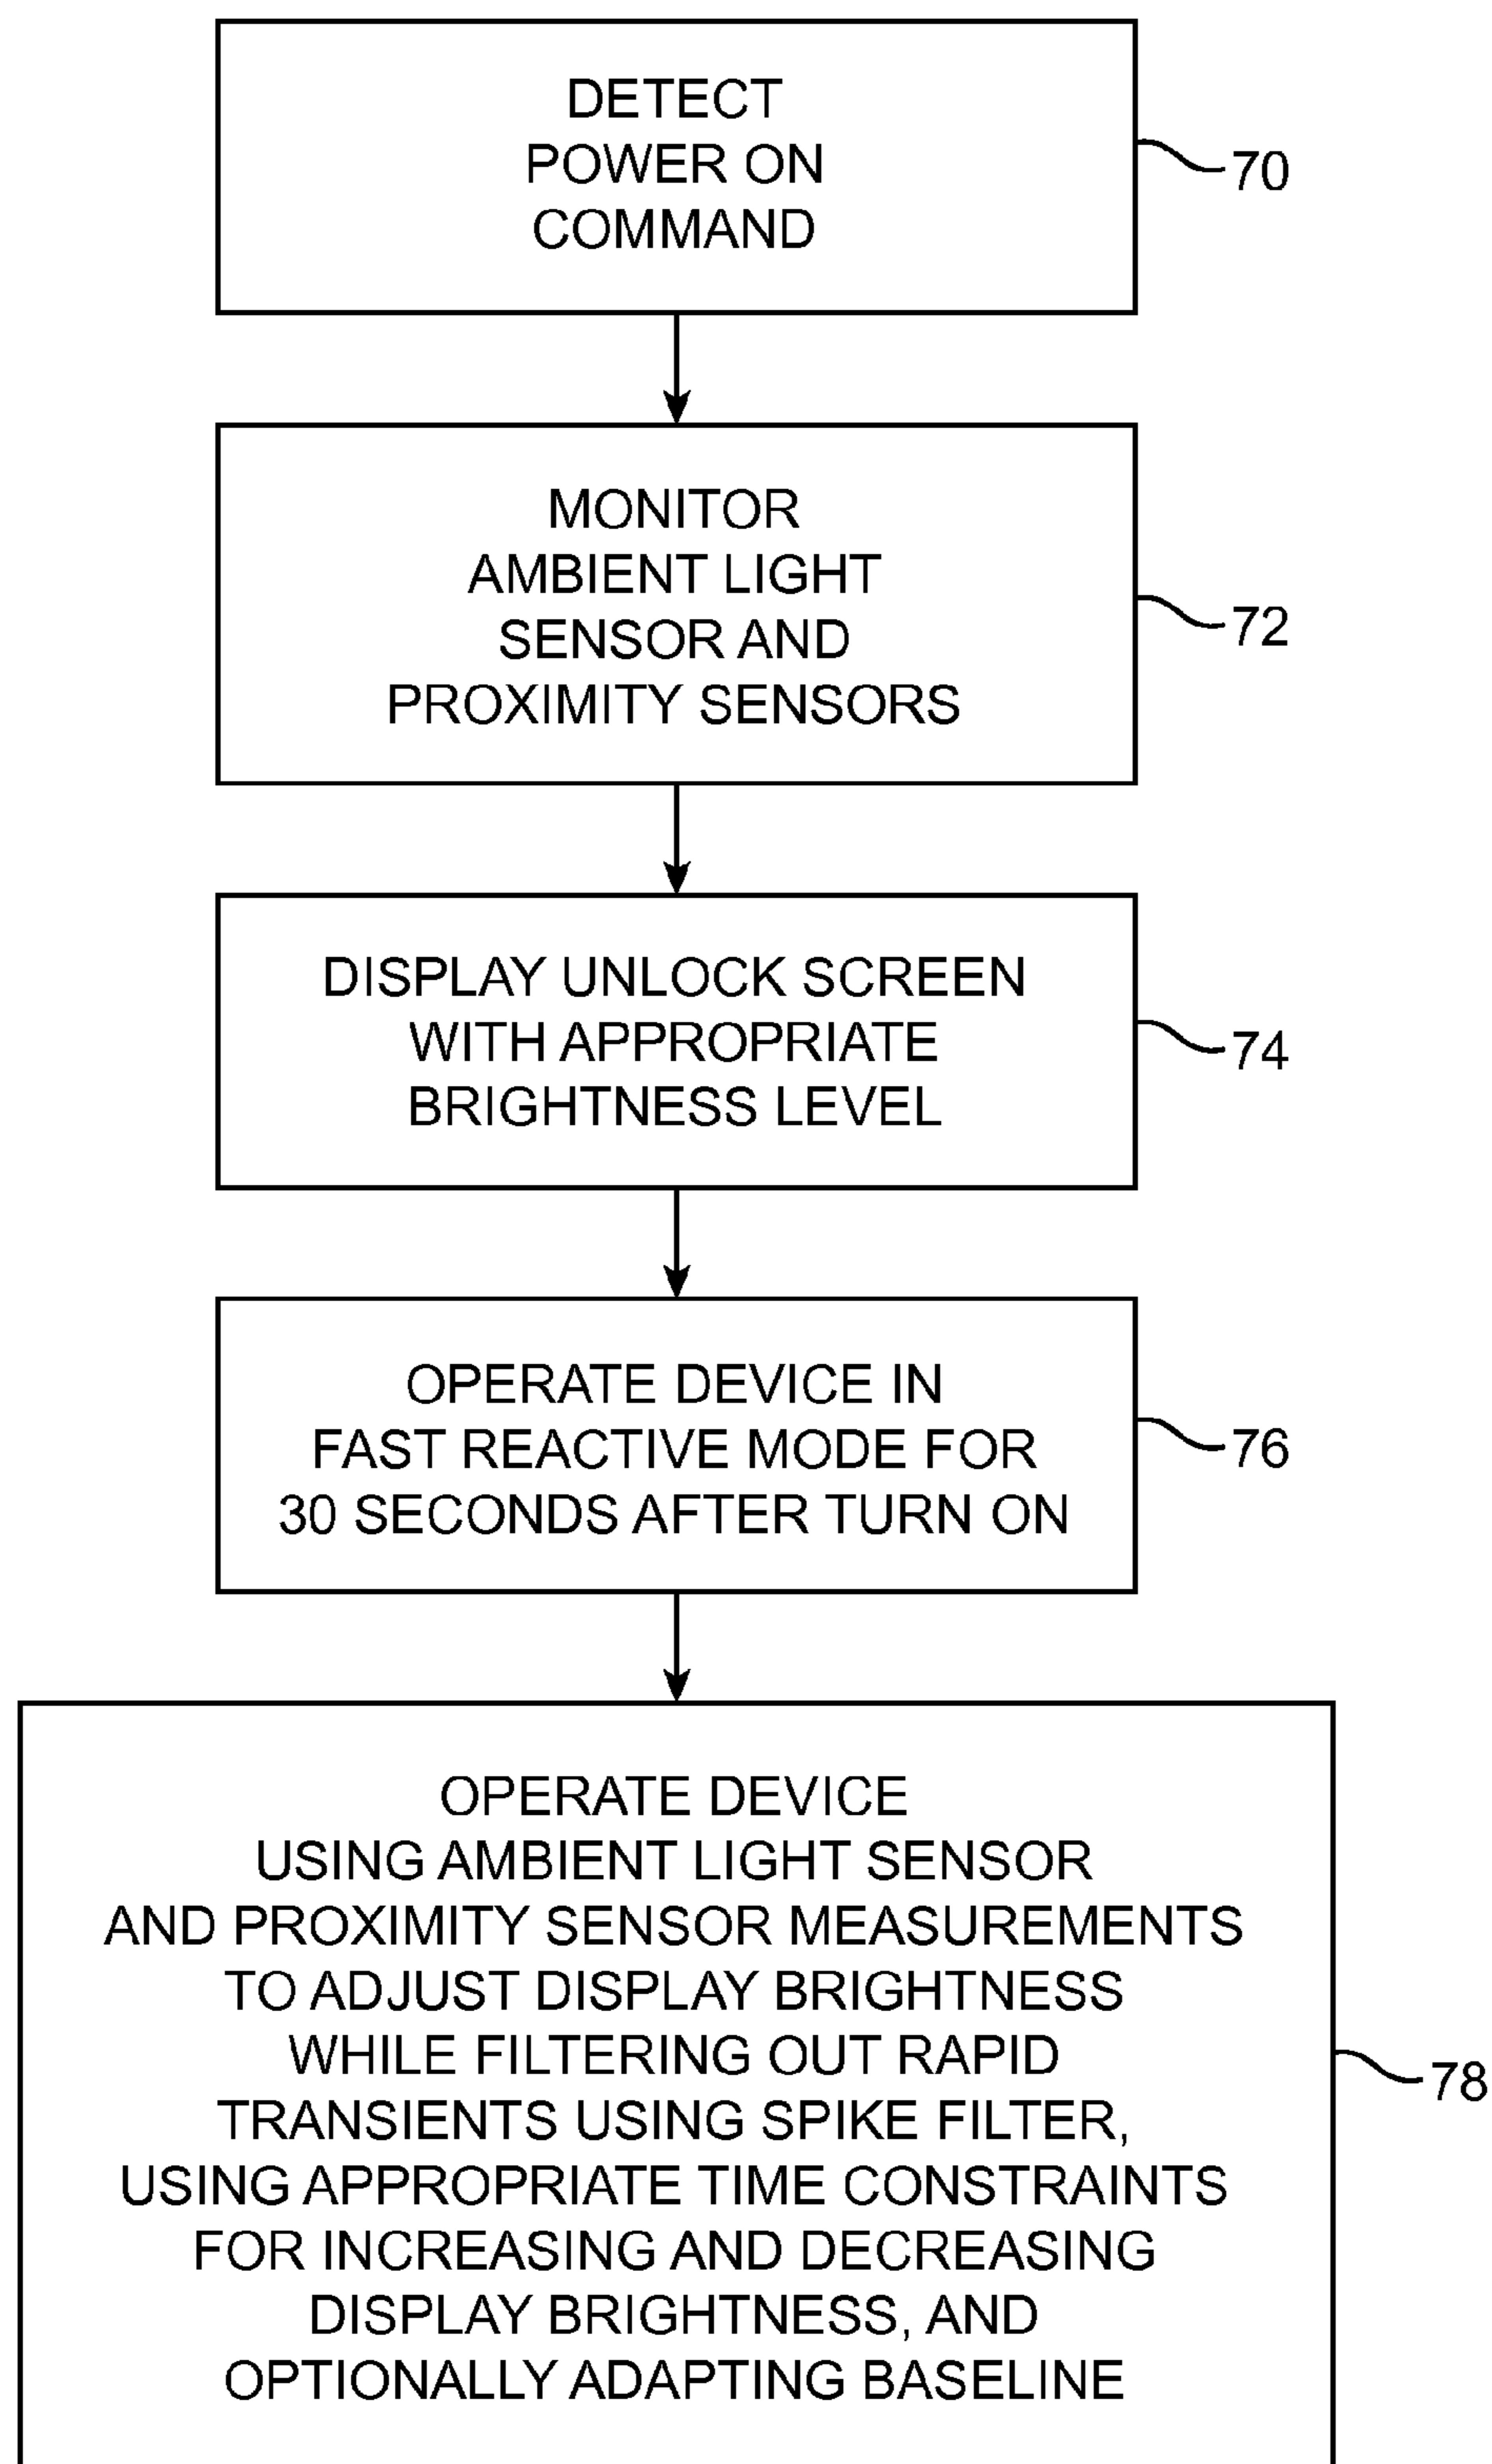 DETECT
POWER ON
COMMAND
70
MONITOR
AMBIENT LIGHT
SENSOR AND
PROXIMITY SENSORS
72
DISPLAY UNLOCK SCREEN
WITH APPROPRIATE
BRIGHTNESS LEVEL
74
OPERATE DEVICE IN
FAST REACTIVE MODE FOR
30 SECONDS AFTER TURN ON
76
OPERATE DEVICE
USING AMBIENT LIGHT SENSOR
AND PROXIMITY SENSOR MEASUREMENTS
TO ADJUST DISPLAY BRIGHTNESS
WHILE FILTERING OUT RAPID
TRANSIENTS USING SPIKE FILTER,
USING APPROPRIATE TIME CONSTRAINTS
FOR INCREASING AND DECREASING
DISPLAY BRIGHTNESS, AND
OPTIONALLY ADAPTING BASELINE
78